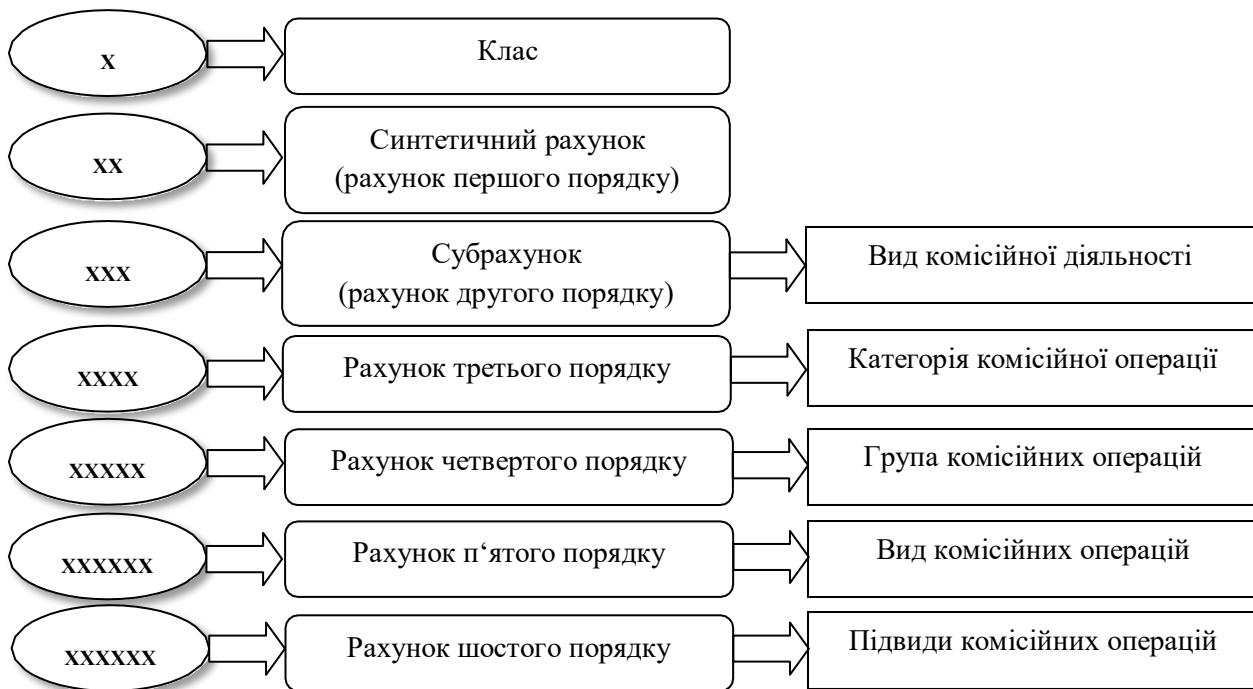 х
Клас
хх
Синтетичний рахунок
(рахунок першого порядку)
ххх
Субрахунок
(рахунок другого порядку)
Вид комісійної діяльності
хххх
Рахунок третього порядку
Категорія комісійної операції
ххххх
Рахунок четвертого порядку
Група комісійних операцій
хххххх
Рахунок п‘ятого порядку
Вид комісійних операцій
хххххх
Рахунок шостого порядку
Підвиди комісійних операцій